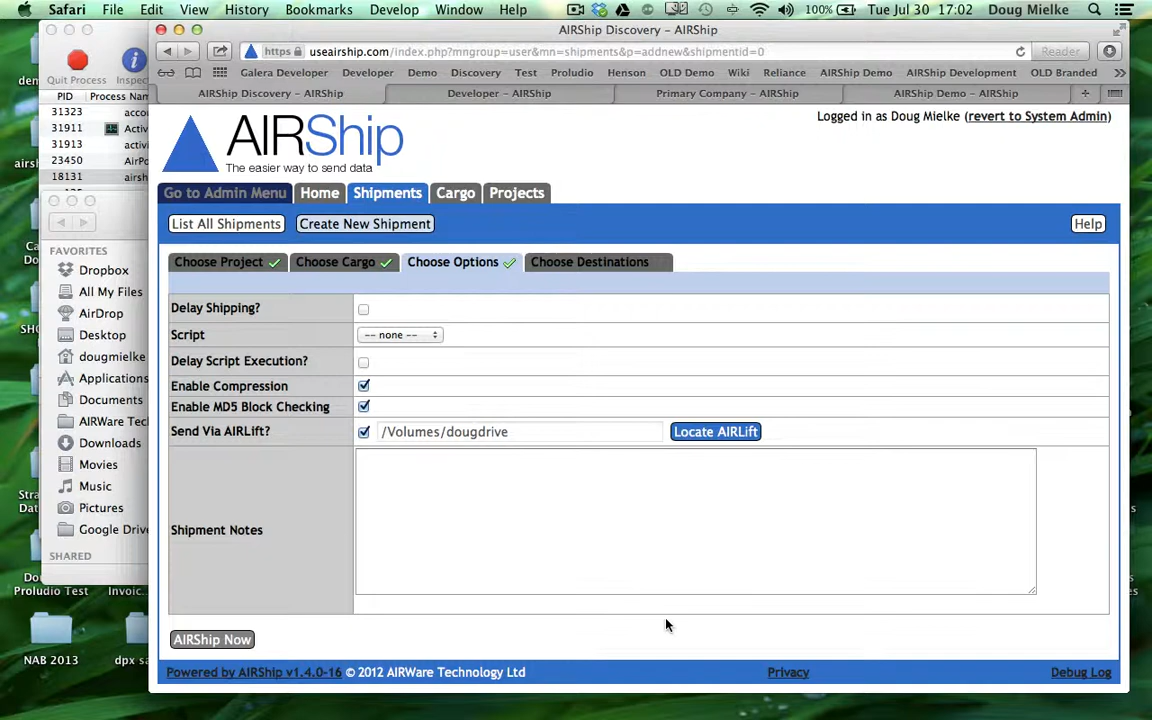 Safari File Edit View History Bookmarks Develop Window Help 100% Tue Jul 30 17:02 Doug Mielke
AIRShip Discovery – AIRShip
Quit Process Inspect
https useairship.com/index.php?mngroup=user&mn=shipments&p=addnew&shipmentid=0 Reader
Galera Developer Developer Demo Discovery Test Proludio Henson OLD Demo Wiki Reliance AIRShip Demo AIRShip Development OLD Branded
PID Process Nam
AIRShip Discovery – AIRShip Developer – AIRShip Primary Company – AIRShip AIRShip Demo – AIRShip
31323 acco
31911 Activ
31913 activi
23450 AirPo
18131 airsh
AIRShip
The easier way to send data
Logged in as Doug Mielke (revert to System Admin)
Go to Admin Menu Home Shipments Cargo Projects
List All Shipments Create New Shipment Help
FAVORITES
Dropbox
All My Files
AirDrop
Desktop
dougmielke
Applications
Documents
AIRWare Tec
Downloads
Movies
Music
Pictures
Google Drive
SHARED
Choose Project Choose Cargo Choose Options Choose Destinations
Delay Shipping?
Script -- none --
Delay Script Execution?
Enable Compression
Enable MD5 Block Checking
Send Via AIRLift? /Volumes/dougdrive Locate AIRLift
Shipment Notes
AIRShip Now
Powered by AIRShip v1.4.0-16 © 2012 AIRWare Technology Ltd Privacy Debug Log
Proludio Test Invoic...
NAB 2013 dpx sa